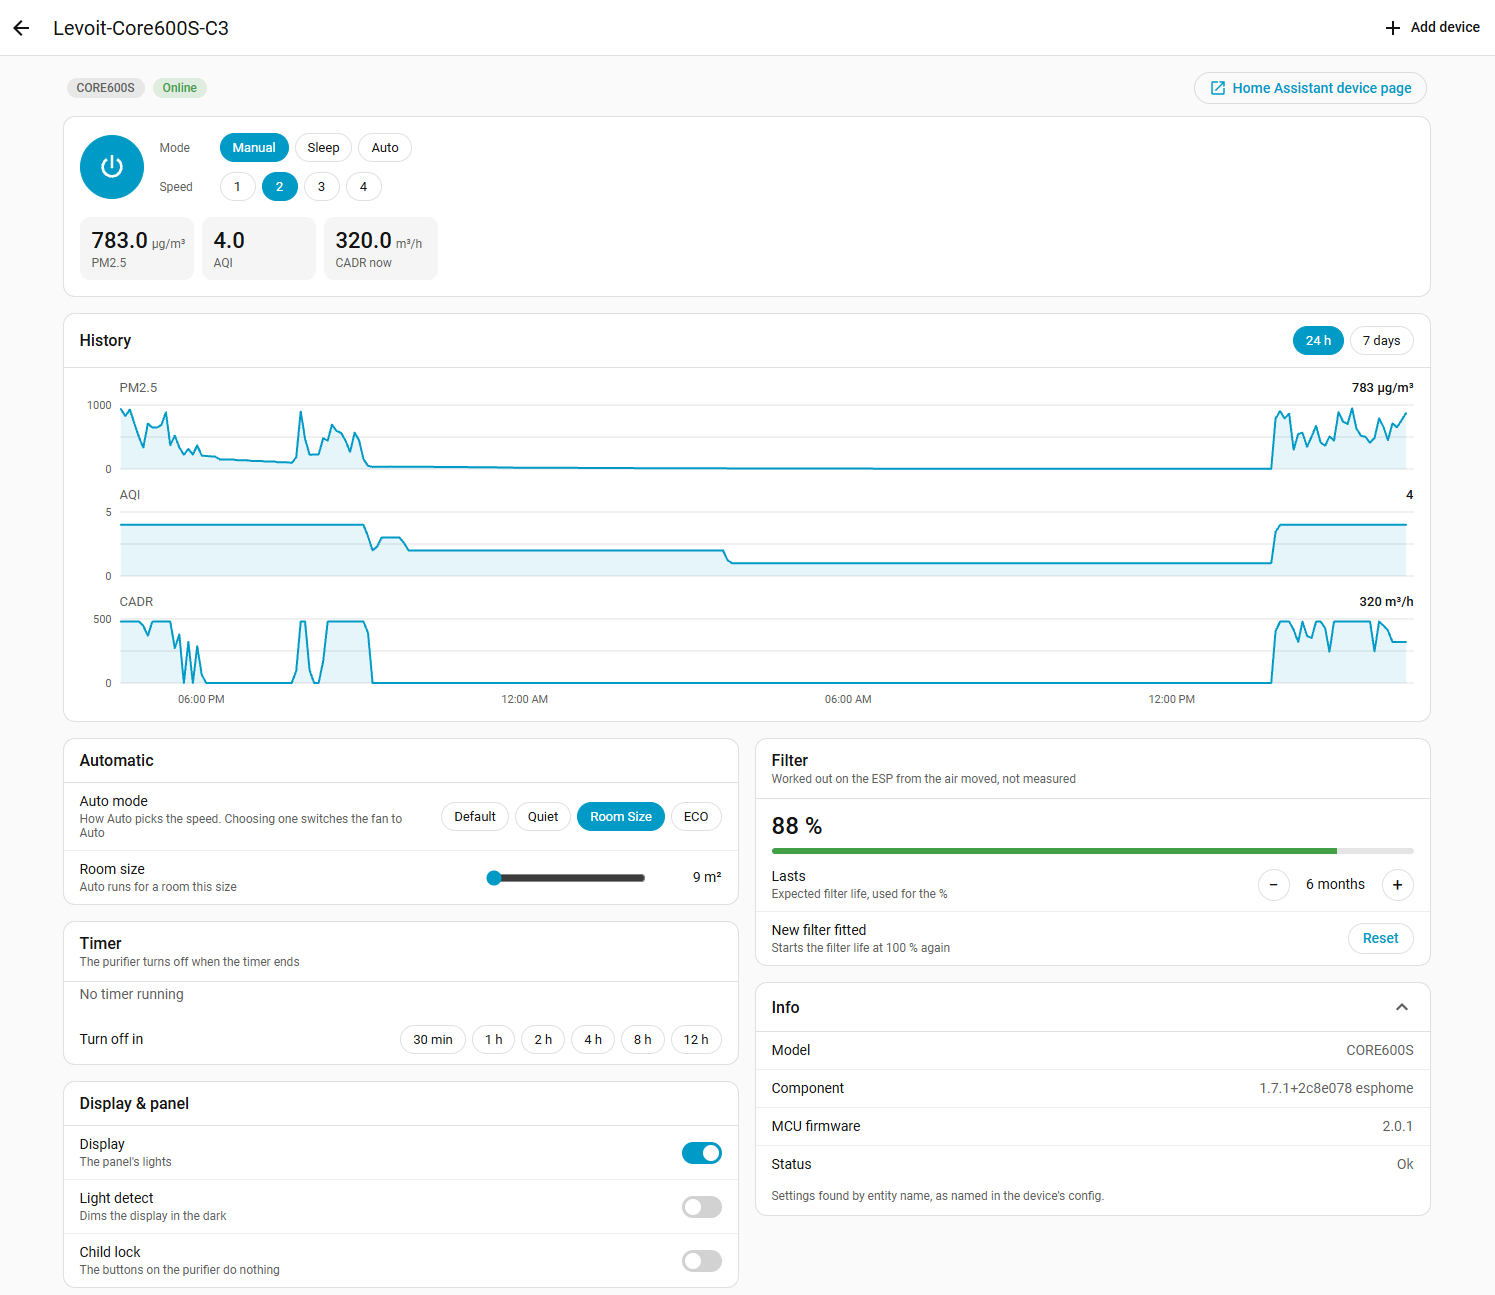 Levoit-Core600S-C3
Add device
CORE600S
Online
Home Assistant device page
Mode
Manual
Sleep
Auto
Speed
1
2
3
4
783.0 µg/m³
PM2.5
4.0
AQI
320.0 m³/h
CADR now
History
24 h
7 days
PM2.5
783 µg/m³
1000
0
AQI
4
5
0
CADR
320 m³/h
500
0
06:00 PM
12:00 AM
06:00 AM
12:00 PM
Automatic
Auto mode
How Auto picks the speed. Choosing one switches the fan to
Auto
Default
Quiet
Room Size
ECO
Room size
Auto runs for a room this size
9 m²
Timer
The purifier turns off when the timer ends
No timer running
Turn off in
30 min
1 h
2 h
4 h
8 h
12 h
Display & panel
Display
The panel's lights
Light detect
Dims the display in the dark
Child lock
The buttons on the purifier do nothing
Filter
Worked out on the ESP from the air moved, not measured
88 %
Lasts
Expected filter life, used for the %
−
6 months
+
New filter fitted
Starts the filter life at 100 % again
Reset
Info
Model
CORE600S
Component
1.7.1+2c8e078 esphome
MCU firmware
2.0.1
Status
Ok
Settings found by entity name, as named in the device's config.